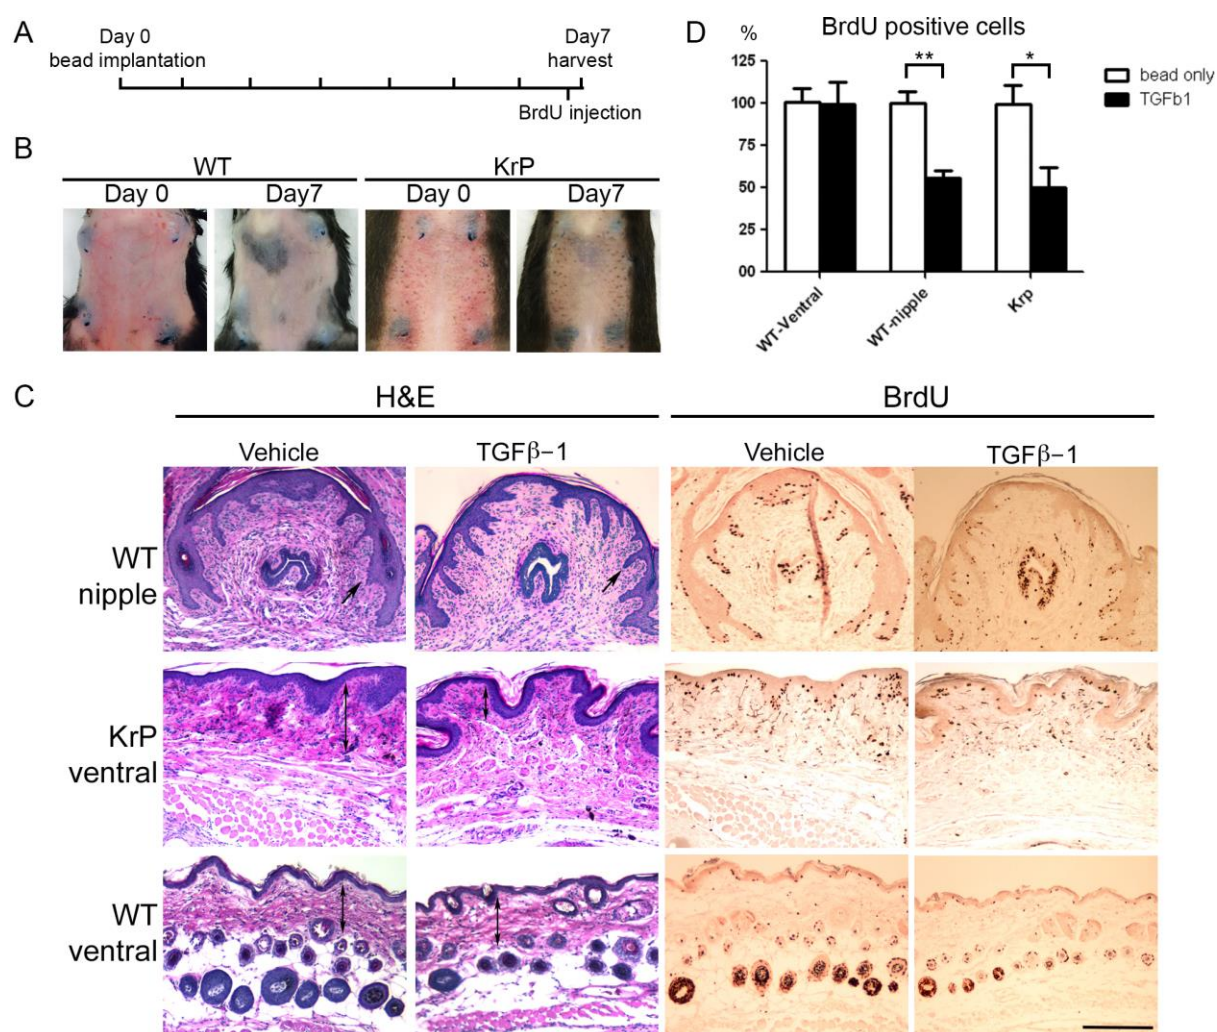 A
Day 0
bead implantation
Day7
harvest
BrdU injection
B
WT
KrP
Day 0
Day7
Day 0
Day7
D
%
BrdU positive cells
125
100
75
50
25
00
**
*
bead only
TGFb1
WT-Ventral
WT-nipple
Krp
C
H&E
BrdU
Vehicle
TGFβ-1
Vehicle
TGFβ-1
WT
nipple
KrP
ventral
WT
ventral